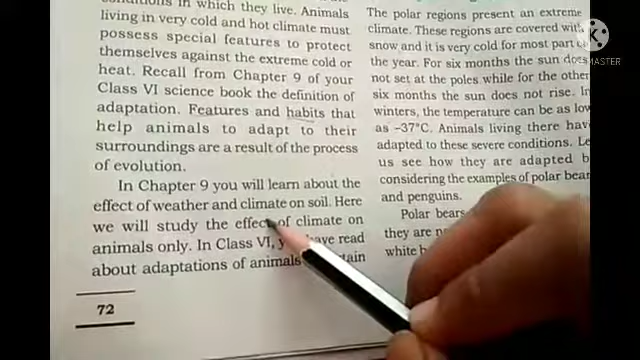 conditions in which they live. Animals
living in very cold and hot climate must
possess special features to protect
themselves against the extreme cold or
heat. Recall from Chapter 9 of your
Class VI science book the definition of
adaptation. Features and habits that
help animals to adapt to their
surroundings are a result of the process
of evolution.
In Chapter 9 you will learn about the
effect of weather and climate on soil. Here
we will study the effect of climate on
animals only. In Class VI, have read
about adaptations of animals
72
The polar regions present an extreme
climate. These regions are covered with
snow and it is very cold for most part
the year. For six months the sun does
not set at the poles while for the other
six months the sun does not rise. In
winters, the temperature can be as low
as –37°C. Animals living there have
adapted to these severe conditions. Let
us see how they are adapted by
considering the examples of polar bear
and penguins.
Polar bears
they are
white
KINEMASTER